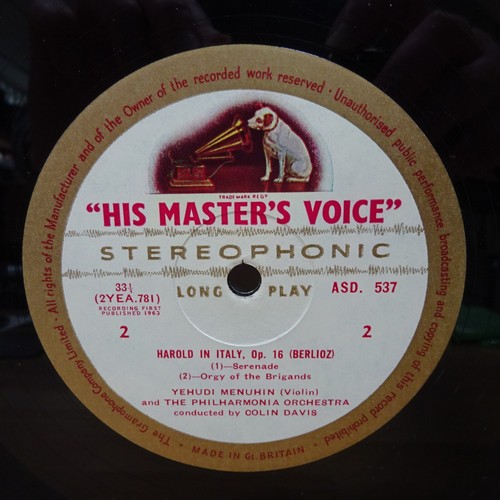 All rights of the Manufacturer and of the Owner of the recorded work reserved · Unauthorised public performance, broadcasting and copying of this record prohibited
The Gramophone Company Limited ·
TRADE MARK REGD
"HIS MASTER'S VOICE"
STEREOPHONIC
33⅓
(2YEA.781)
RECORDING FIRST
PUBLISHED 1963
LONG PLAY
ASD. 537
2
2
HAROLD IN ITALY, Op. 16 (BERLIOZ)
(1)—Serenade
(2)—Orgy of the Brigands
YEHUDI MENUHIN (Violin)
and THE PHILHARMONIA ORCHESTRA
conducted by COLIN DAVIS
· MADE IN Gt. BRITAIN ·